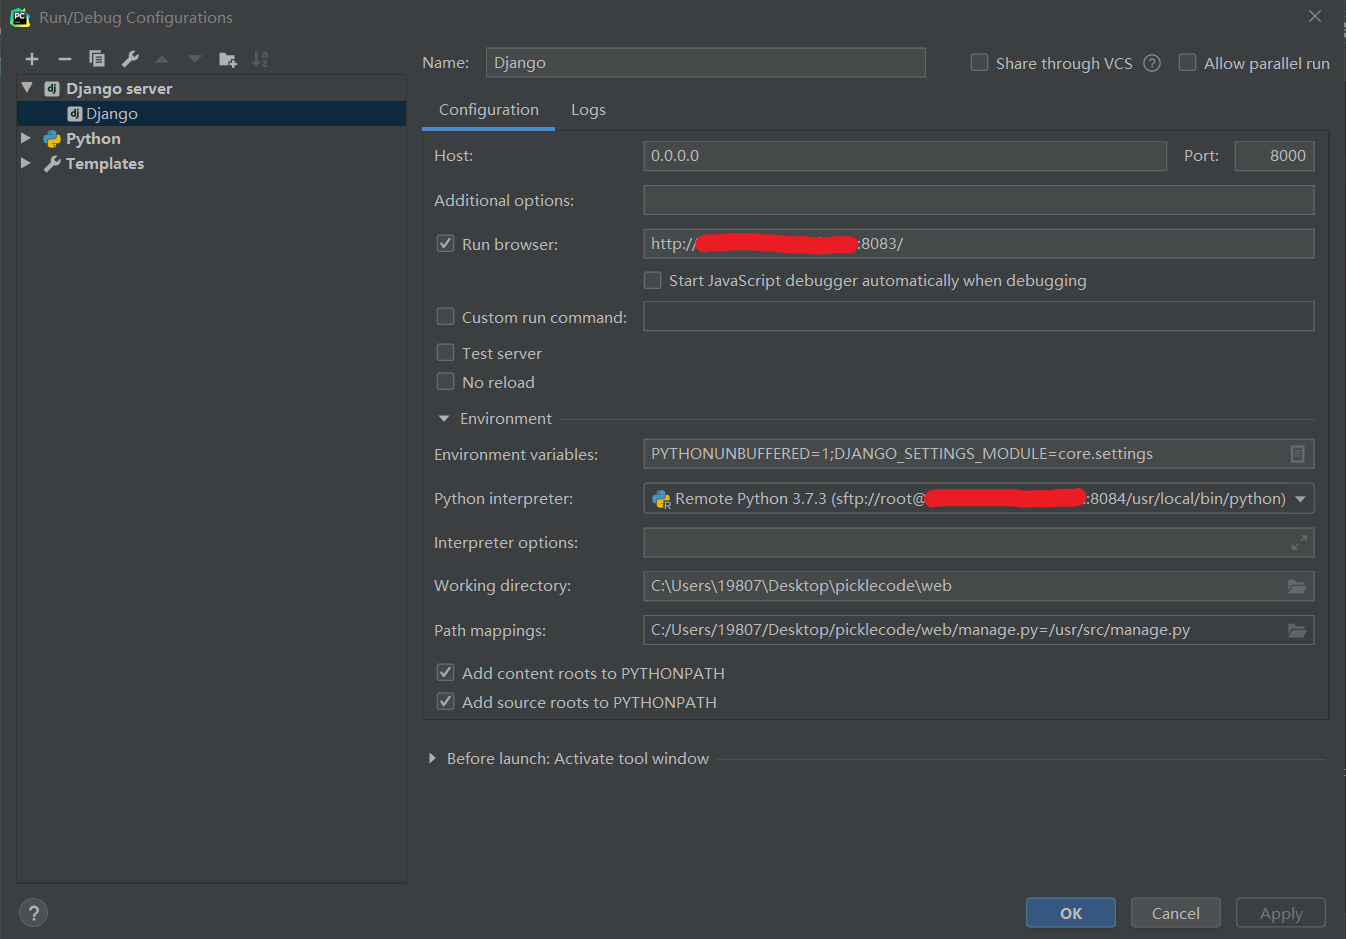 Run/Debug Configurations
Name: Django
Share through VCS ?
Allow parallel run
Django server
Django
Python
Templates
Configuration Logs
Host: 0.0.0.0 Port: 8000
Additional options:
Run browser: http:// :8083/
Start JavaScript debugger automatically when debugging
Custom run command:
Test server
No reload
Environment
Environment variables: PYTHONUNBUFFERED=1;DJANGO_SETTINGS_MODULE=core.settings
Python interpreter: Remote Python 3.7.3 (sftp://root@ :8084/usr/local/bin/python)
Interpreter options:
Working directory: C:\Users\19807\Desktop\picklecode\web
Path mappings: C:/Users/19807/Desktop/picklecode/web/manage.py=/usr/src/manage.py
Add content roots to PYTHONPATH
Add source roots to PYTHONPATH
Before launch: Activate tool window
? OK Cancel Apply